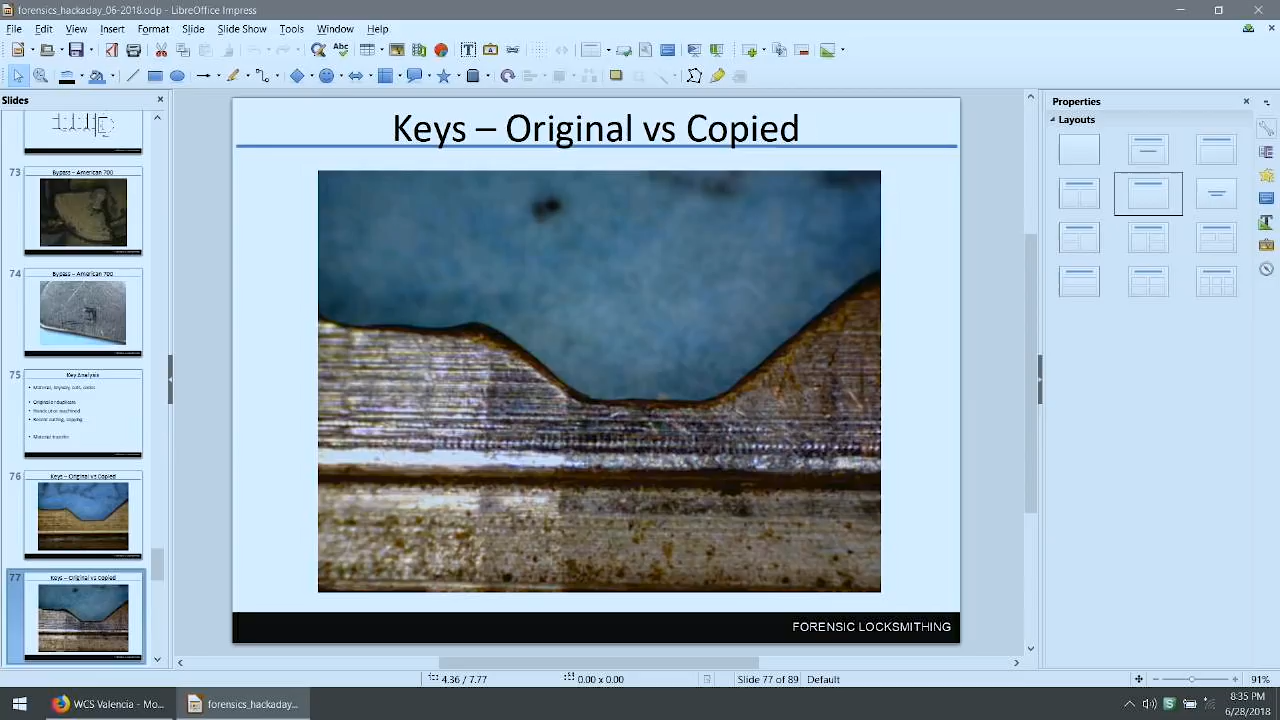 forensics_hackaday_06-2018.odp - LibreOffice Impress
File Edit View Insert Format Slide Slide Show Tools Window Help
Slides
Properties
Layouts
73
Bypass – American 700
74
Bypass – American 700
75
Key Analysis
76
Keys – Original vs Copied
77
Keys – Original vs Copied
Keys – Original vs Copied
FORENSIC LOCKSMITHING
4.36 / 7.77 0.00 x 0.00 Slide 77 of 89 Default 91%
WCS Valencia - Mo... forensics_hackaday...
8:35 PM
6/28/2018